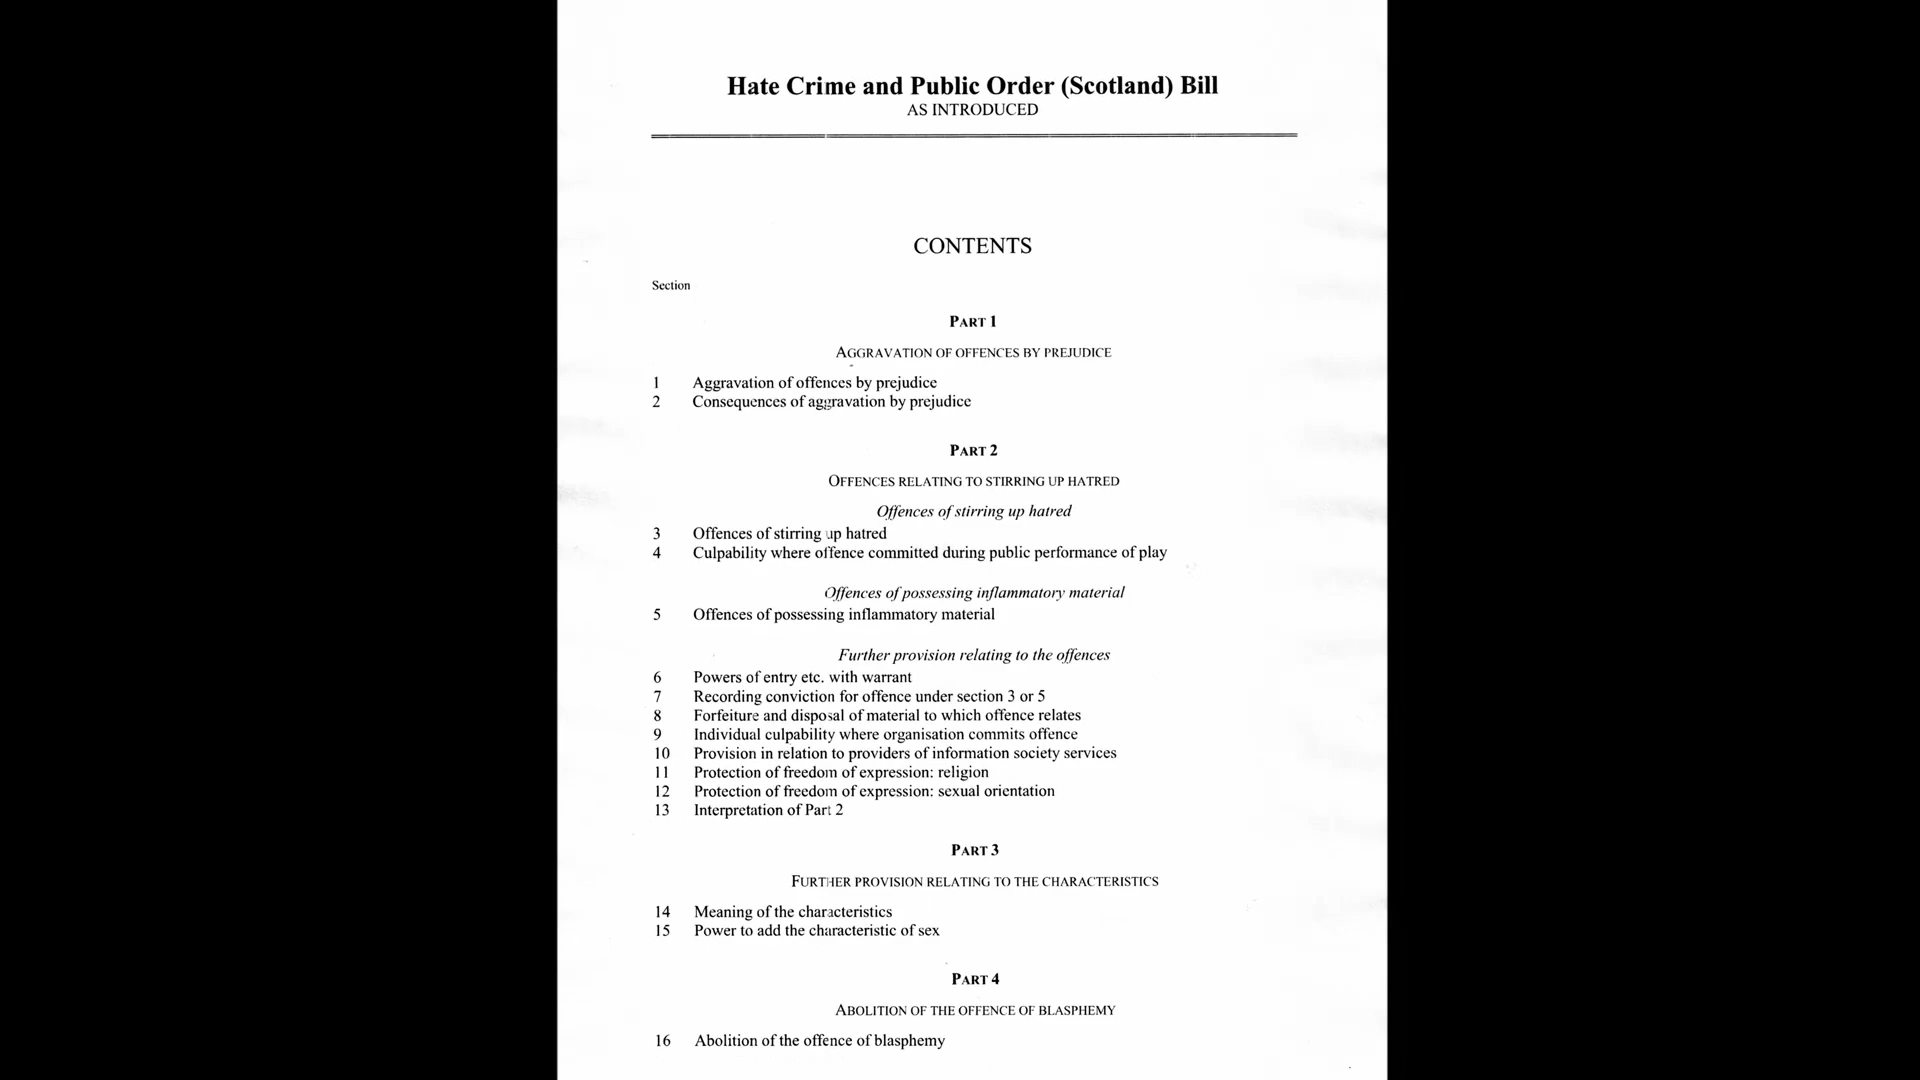 Hate Crime and Public Order (Scotland) Bill
AS INTRODUCED
CONTENTS
Section
PART 1
AGGRAVATION OF OFFENCES BY PREJUDICE
1 Aggravation of offences by prejudice
2 Consequences of aggravation by prejudice
PART 2
OFFENCES RELATING TO STIRRING UP HATRED
Offences of stirring up hatred
3 Offences of stirring up hatred
4 Culpability where offence committed during public performance of play
Offences of possessing inflammatory material
5 Offences of possessing inflammatory material
Further provision relating to the offences
6 Powers of entry etc. with warrant
7 Recording conviction for offence under section 3 or 5
8 Forfeiture and disposal of material to which offence relates
9 Individual culpability where organisation commits offence
10 Provision in relation to providers of information society services
11 Protection of freedom of expression: religion
12 Protection of freedom of expression: sexual orientation
13 Interpretation of Part 2
PART 3
FURTHER PROVISION RELATING TO THE CHARACTERISTICS
14 Meaning of the characteristics
15 Power to add the characteristic of sex
PART 4
ABOLITION OF THE OFFENCE OF BLASPHEMY
16 Abolition of the offence of blasphemy